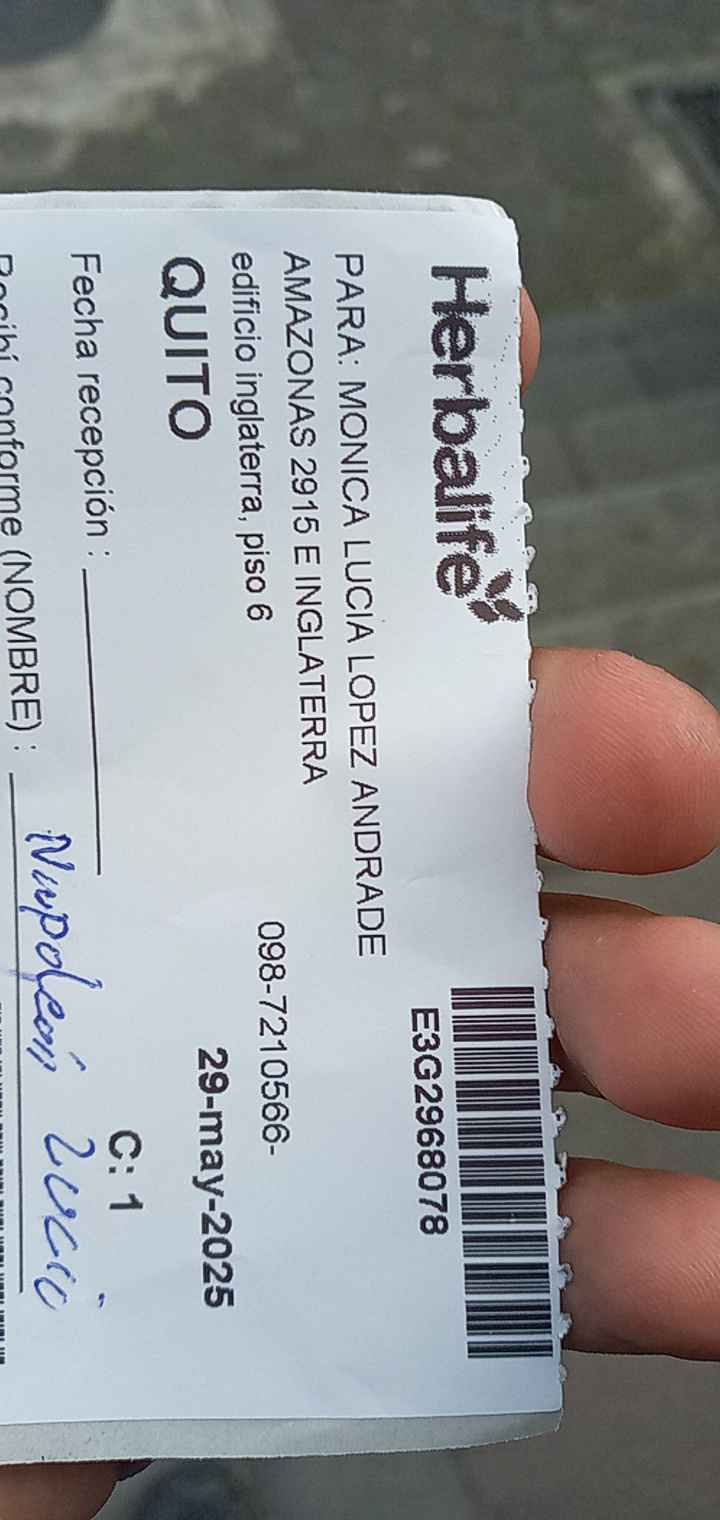 Herbalife
E3G2968078
PARA: MONICA LUCIA LOPEZ ANDRADE
AMAZONAS 2915 E INGLATERRA
edificio inglaterra, piso 6
098-7210566-
QUITO
29-may-2025
Fecha recepción :
C: 1
Recibí conforme (NOMBRE) :